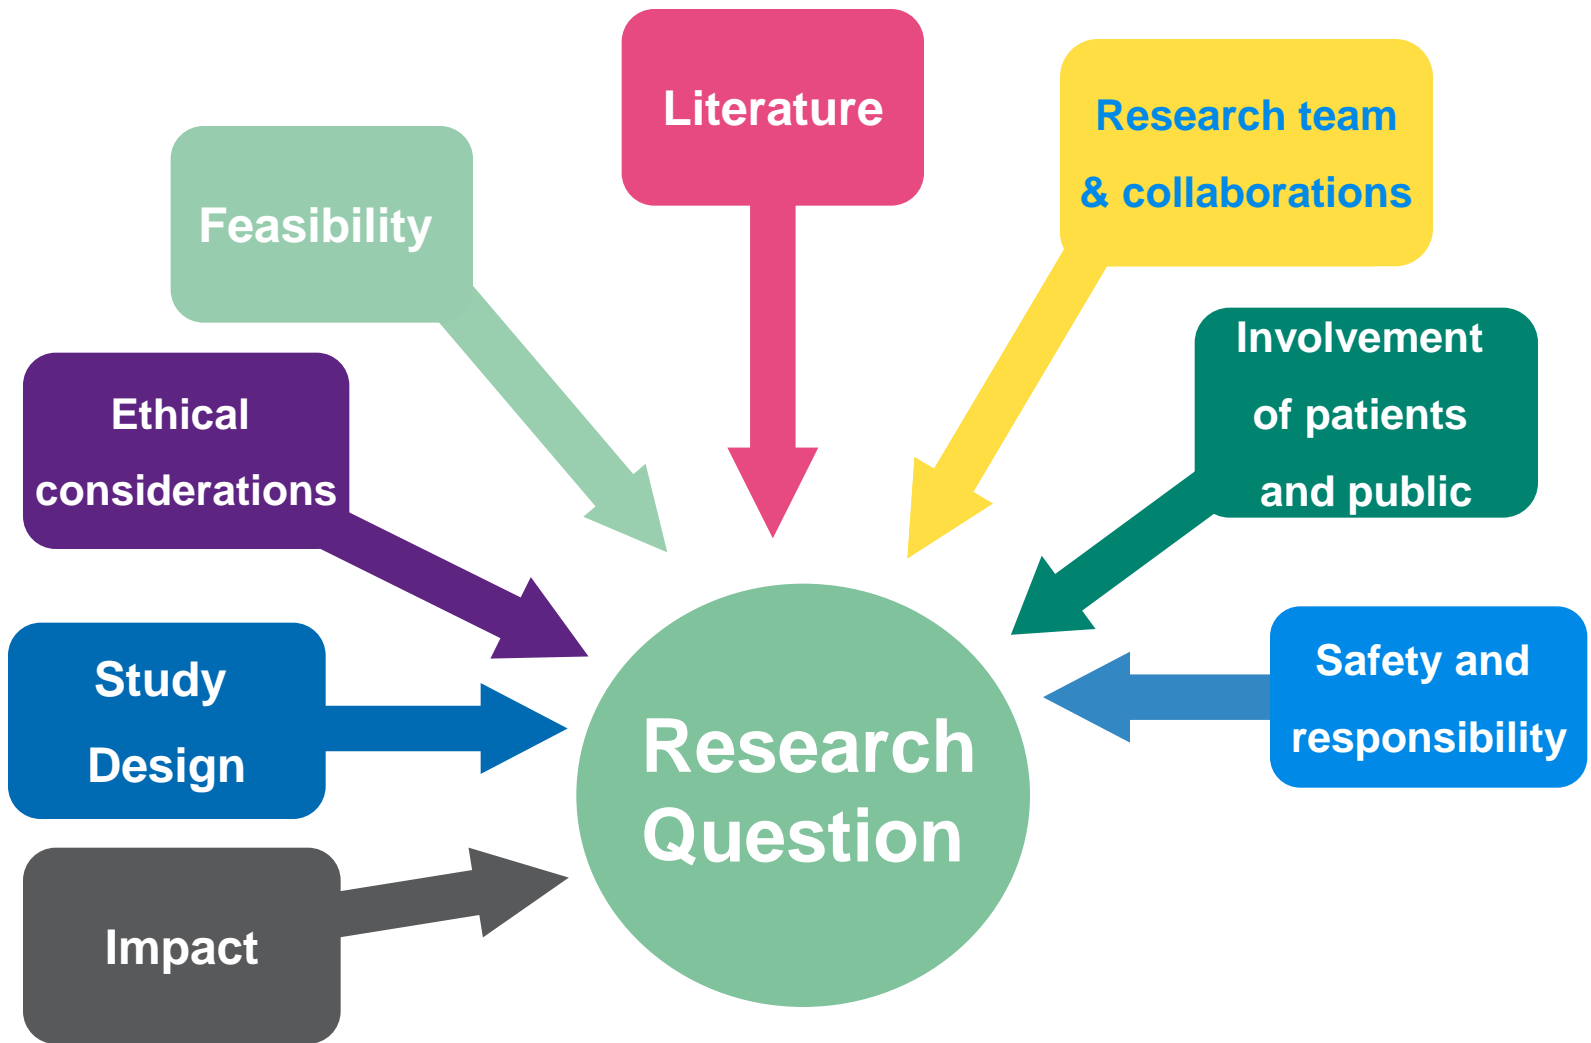 Literature
Research team
& collaborations
Feasibility
Involvement
of patients
and public
Ethical
considerations
Safety and
responsibility
Study
Design
Research
Question
Impact